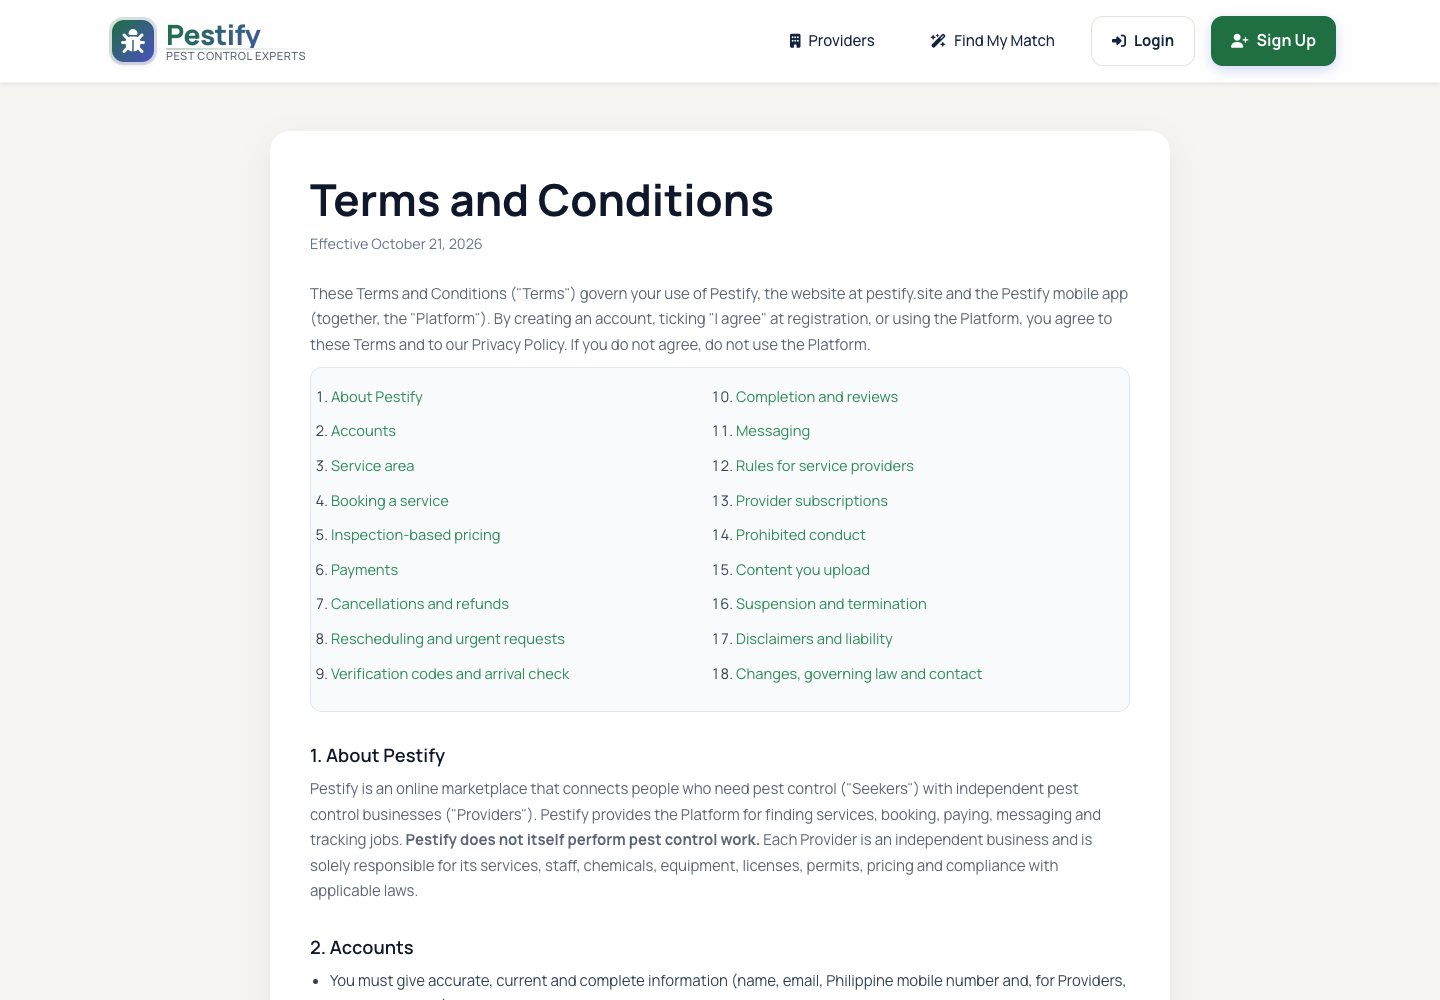 Pestify
PEST CONTROL EXPERTS
Providers
Find My Match
Login
Sign Up
Terms and Conditions
Effective October 21, 2026
These Terms and Conditions ("Terms") govern your use of Pestify, the website at pestify.site and the Pestify mobile app
(together, the "Platform"). By creating an account, ticking "I agree" at registration, or using the Platform, you agree to
these Terms and to our Privacy Policy. If you do not agree, do not use the Platform.
1. About Pestify
2. Accounts
3. Service area
4. Booking a service
5. Inspection-based pricing
6. Payments
7. Cancellations and refunds
8. Rescheduling and urgent requests
9. Verification codes and arrival check
10. Completion and reviews
11. Messaging
12. Rules for service providers
13. Provider subscriptions
14. Prohibited conduct
15. Content you upload
16. Suspension and termination
17. Disclaimers and liability
18. Changes, governing law and contact
1. About Pestify
Pestify is an online marketplace that connects people who need pest control ("Seekers") with independent pest
control businesses ("Providers"). Pestify provides the Platform for finding services, booking, paying, messaging and
tracking jobs. Pestify does not itself perform pest control work. Each Provider is an independent business and is
solely responsible for its services, staff, chemicals, equipment, licenses, permits, pricing and compliance with
applicable laws.
2. Accounts
• You must give accurate, current and complete information (name, email, Philippine mobile number and, for Providers,